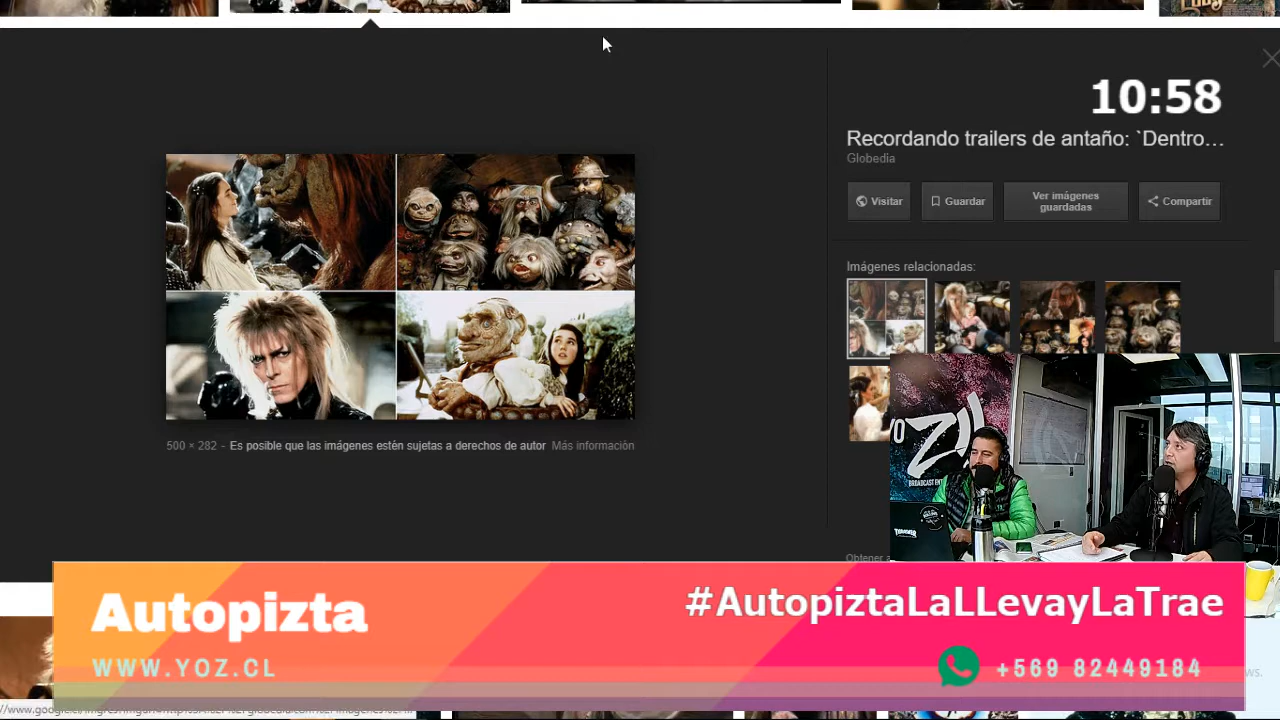 10:58
Recordando trailers de antaño: `Dentro...
Globedia
Visitar
Guardar
Ver imágenes
guardadas
Compartir
Imágenes relacionadas:
500 × 282 - Es posible que las imágenes estén sujetas a derechos de autor Más información
BROADCAST
Autopizta
#AutopiztaLaLLevayLaTrae
WWW.YOZ.CL
+569 82449184